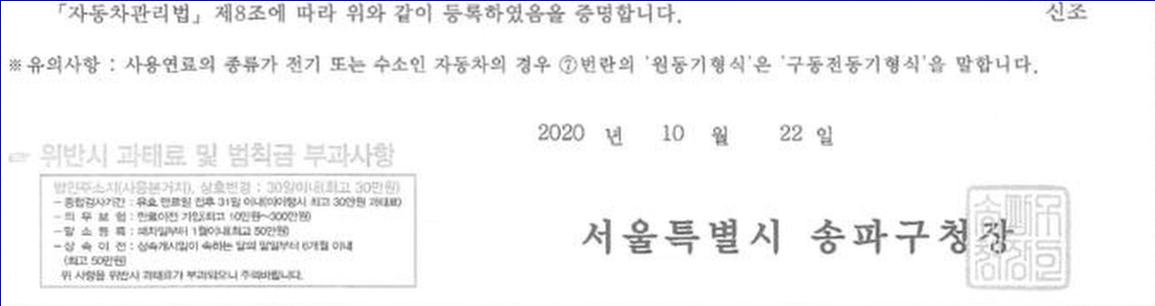 「자동차관리법」 제8조에 따라 위와 같이 등록하였음을 증명합니다. 신조
※ 유의사항 : 사용연료의 종류가 전기 또는 수소인 자동차의 경우 ⑦번란의 '원동기형식'은 '구동전동기형식'을 말합니다.
2020 년 10 월 22 일
☞ 위반시 과태료 및 범칙금 부과사항
법인주소지(사용본거지), 상호변경 : 30일이내(최고 30만원)
- 종합검사기간 : 유효 만료일 전후 31일 이내(미이행시 최고 30만원 과태료)
- 의 무 보 험 : 만료이전 가입(최고 10만원~300만원)
- 말 소 등 록 : 폐차일부터 1월이내(최고 50만원)
- 상 속 이 전 : 상속개시일이 속하는 달의 말일부터 6개월 이내
(최고 50만원)
위 사항을 위반시 과태료가 부과되오니 주의바랍니다.
서울특별시 송파구청장